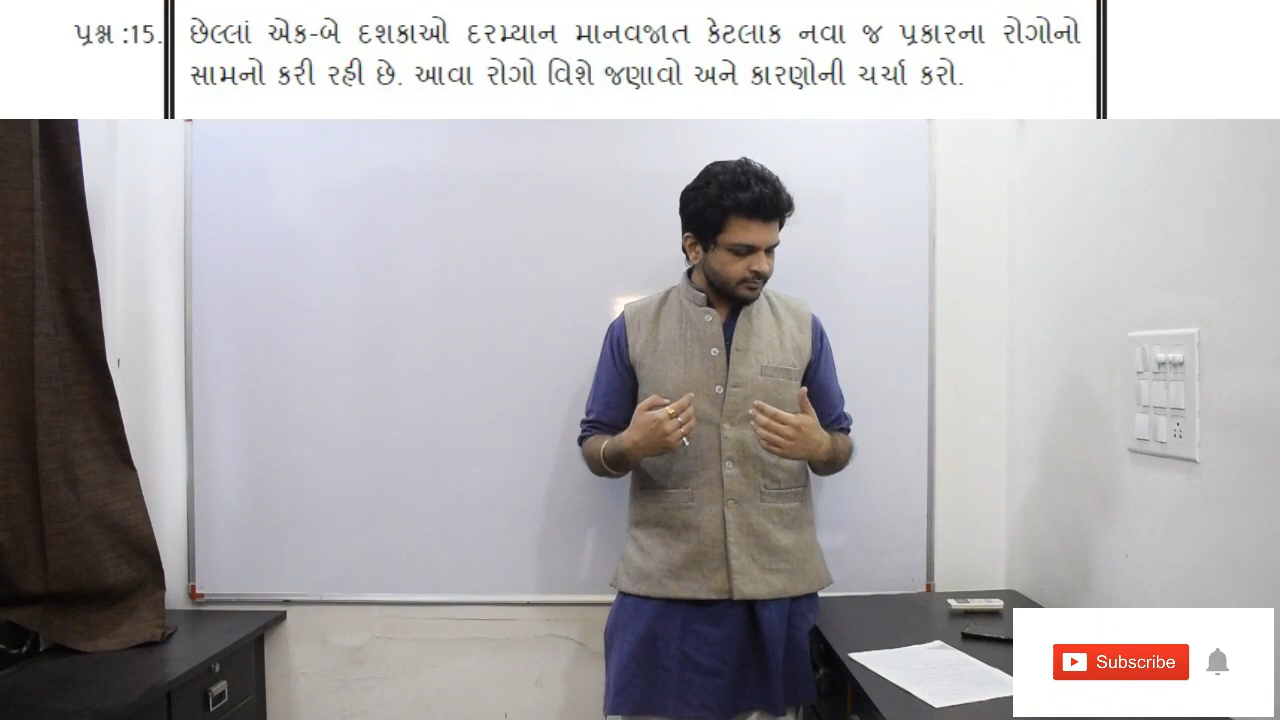 પ્રશ્ન :15. છેલ્લાં એક-બે દશકાઓ દરમ્યાન માનવજાત કેટલાક નવા જ પ્રકારના રોગોનો
સામનો કરી રહી છે. આવા રોગો વિશે જણાવો અને કારણોની ચર્ચા કરો.
Subscribe